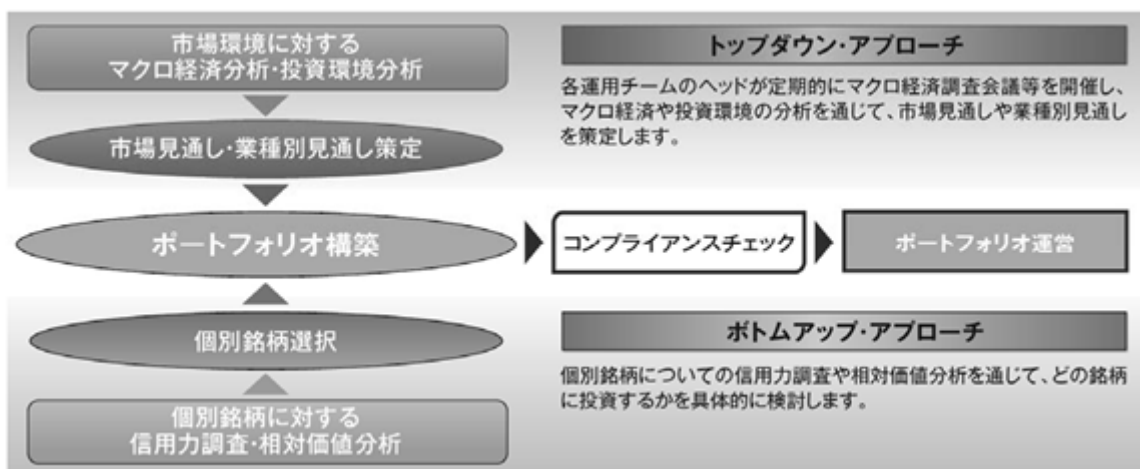 市場環境に対する
マクロ経済分析・投資環境分析
トップダウン・アプローチ
各運用チームのヘッドが定期的にマクロ経済調査会議等を開催し、
マクロ経済や投資環境の分析を通じて、市場見通しや業種別見通し
を策定します。
市場見通し・業種別見通し策定
ポートフォリオ構築
コンプライアンスチェック
ポートフォリオ運営
個別銘柄選択
ボトムアップ・アプローチ
個別銘柄についての信用力調査や相対価値分析を通じて、どの銘柄
に投資するかを具体的に検討します。
個別銘柄に対する
信用力調査・相対価値分析